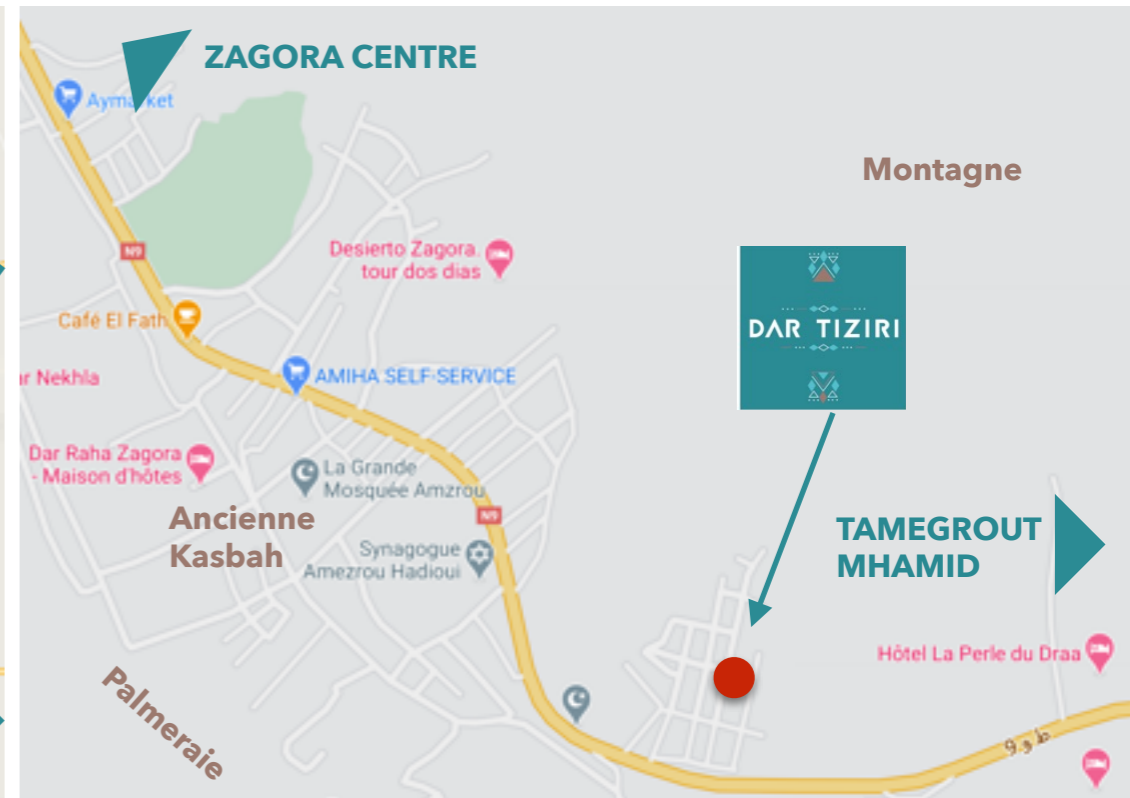 ZAGORA CENTRE
Aymarket
Montagne
N9
Desierto Zagora.
tour dos dias
DAR TIZIRI
Café El Fath
AMIHA SELF-SERVICE
r Nekhla
Dar Raha Zagora
- Maison d'hôtes
La Grande
Mosquée Amzrou
Ancienne
Kasbah
N9
Synagogue
Amezrou Hadioui
TAMEGROUT
MHAMID
Hôtel La Perle du Draa
Palmeraie